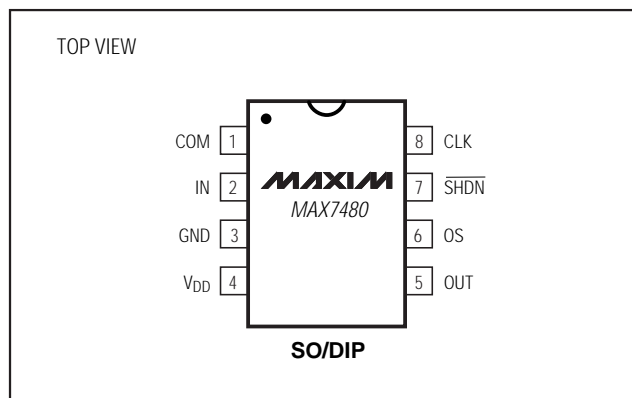 TOP VIEW
COM 1
IN 2
GND 3
VDD 4
MAXIM
MAX7480
8 CLK
7 SHDN
6 OS
5 OUT
SO/DIP